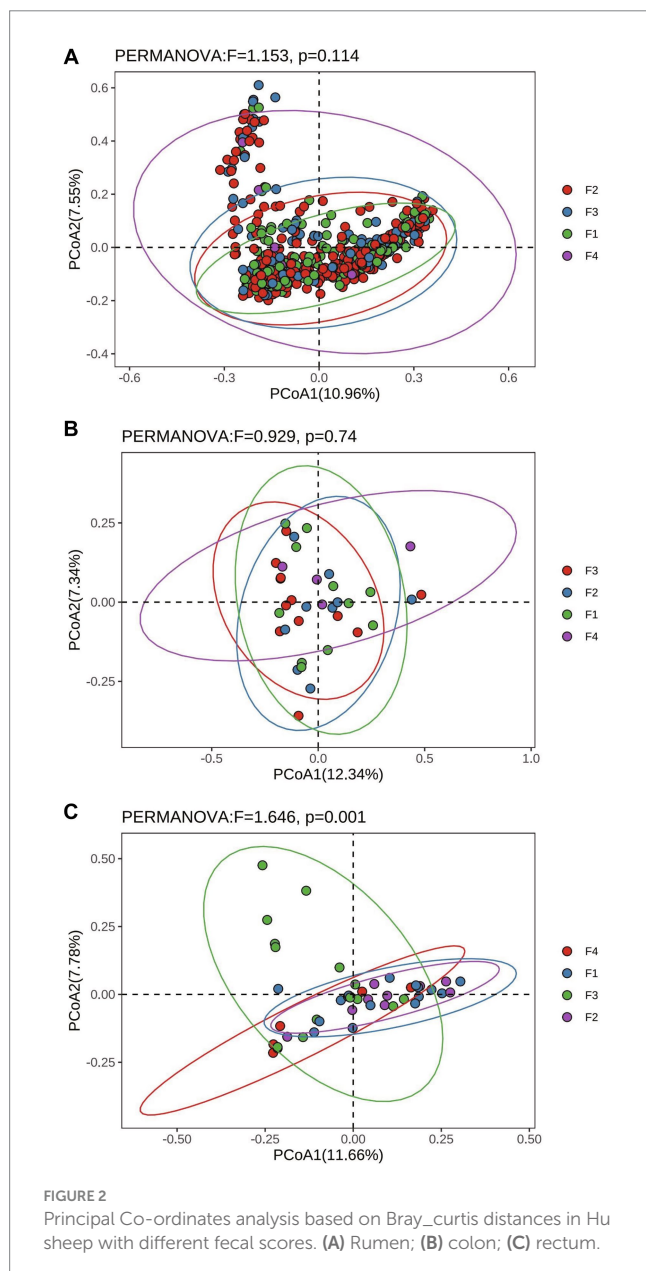 A
PERMANOVA:F=1.153, p=0.114
0.6
0.4
0.2
0.0
-0.2
-0.4
PCoA2(7.55%)
-0.6
-0.3
0.0
0.3
0.6
PCoA1(10.96%)
F2
F3
F1
F4
B
PERMANOVA:F=0.929, p=0.74
0.25
0.00
-0.25
PCoA2(7.34%)
-0.5
0.0
0.5
1.0
PCoA1(12.34%)
F3
F2
F1
F4
C
PERMANOVA:F=1.646, p=0.001
0.50
0.25
0.00
-0.25
PCoA2(7.78%)
-0.50
-0.25
0.00
0.25
0.50
PCoA1(11.66%)
F4
F1
F3
F2
FIGURE 2
Principal Co-ordinates analysis based on Bray_curtis distances in Hu
sheep with different fecal scores. (A) Rumen; (B) colon; (C) rectum.